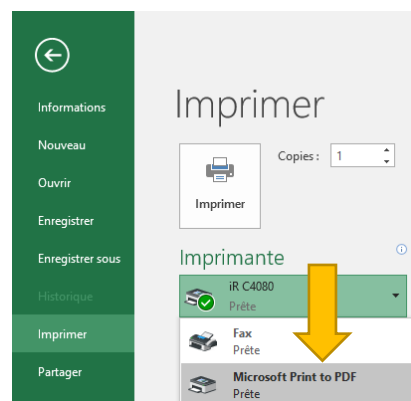 Informations
Nouveau
Ouvrir
Enregistrer
Enregistrer sous
Historique
Imprimer
Partager
Imprimer
Copies : 1
Imprimer
Imprimante
iR C4080
Prête
Fax
Prête
Microsoft Print to PDF
Prête